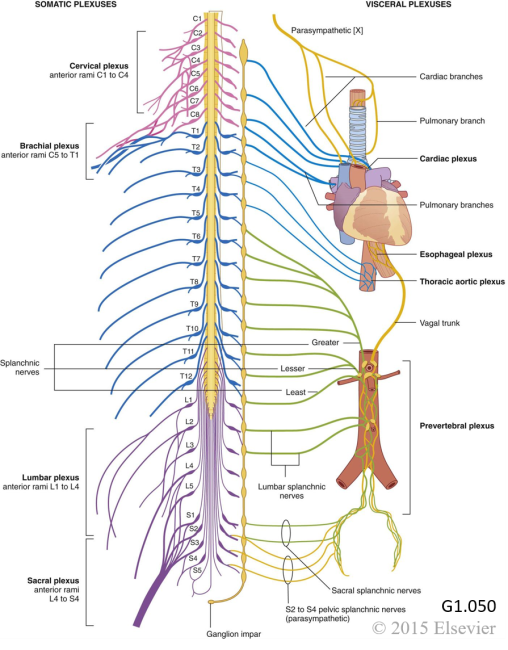 SOMATIC PLEXUSES
VISCERAL PLEXUSES
Parasympathetic [X]
C1
C2
C3
C4
C5
C6
C7
C8
T1
T2
T3
T4
T5
T6
T7
T8
T9
T10
T11
T12
L1
L2
L3
L4
L5
S1
S2
S3
S4
S5
Cervical plexus
anterior rami C1 to C4
Brachial plexus
anterior rami C5 to T1
Splanchnic
nerves
Lumbar plexus
anterior rami L1 to L4
Sacral plexus
anterior rami
L4 to S4
Cardiac branches
Pulmonary branch
Cardiac plexus
Pulmonary branches
Esophageal plexus
Thoracic aortic plexus
Vagal trunk
Greater
Lesser
Least
Prevertebral plexus
Lumbar splanchnic
nerves
Sacral splanchnic nerves
S2 to S4 pelvic splanchnic nerves
(parasympathetic)
Ganglion impar
G1.050
© 2015 Elsevier